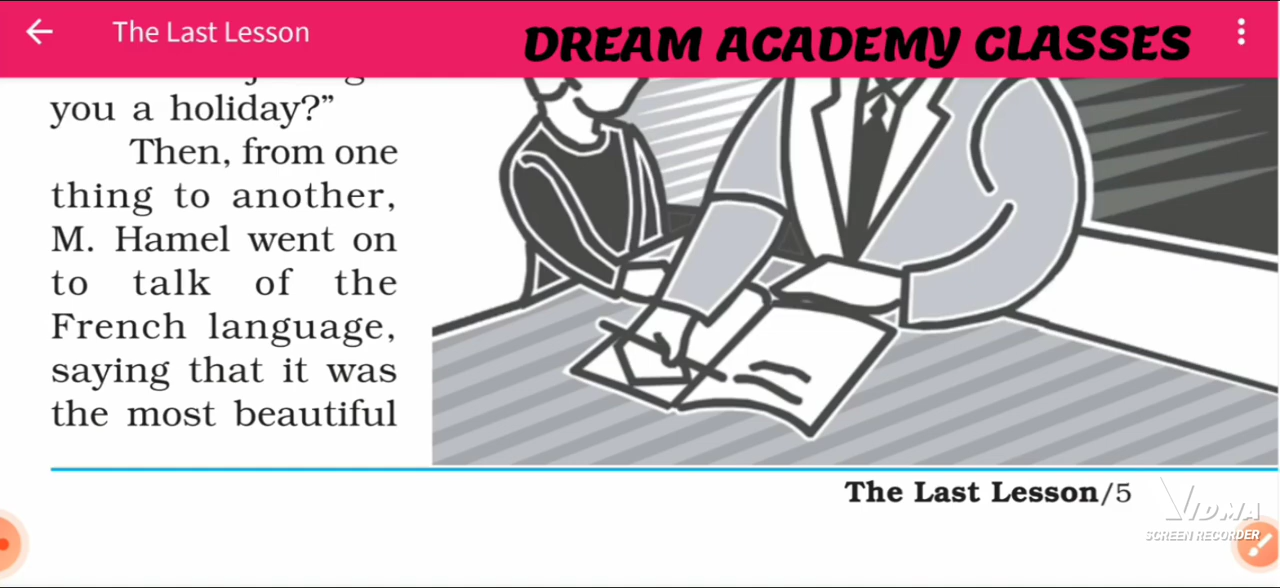 The Last Lesson
DREAM ACADEMY CLASSES
you a holiday?”
Then, from one
thing to another,
M. Hamel went on
to talk of the
French language,
saying that it was
the most beautiful
The Last Lesson/5
VIDMA
SCREEN RECORDER